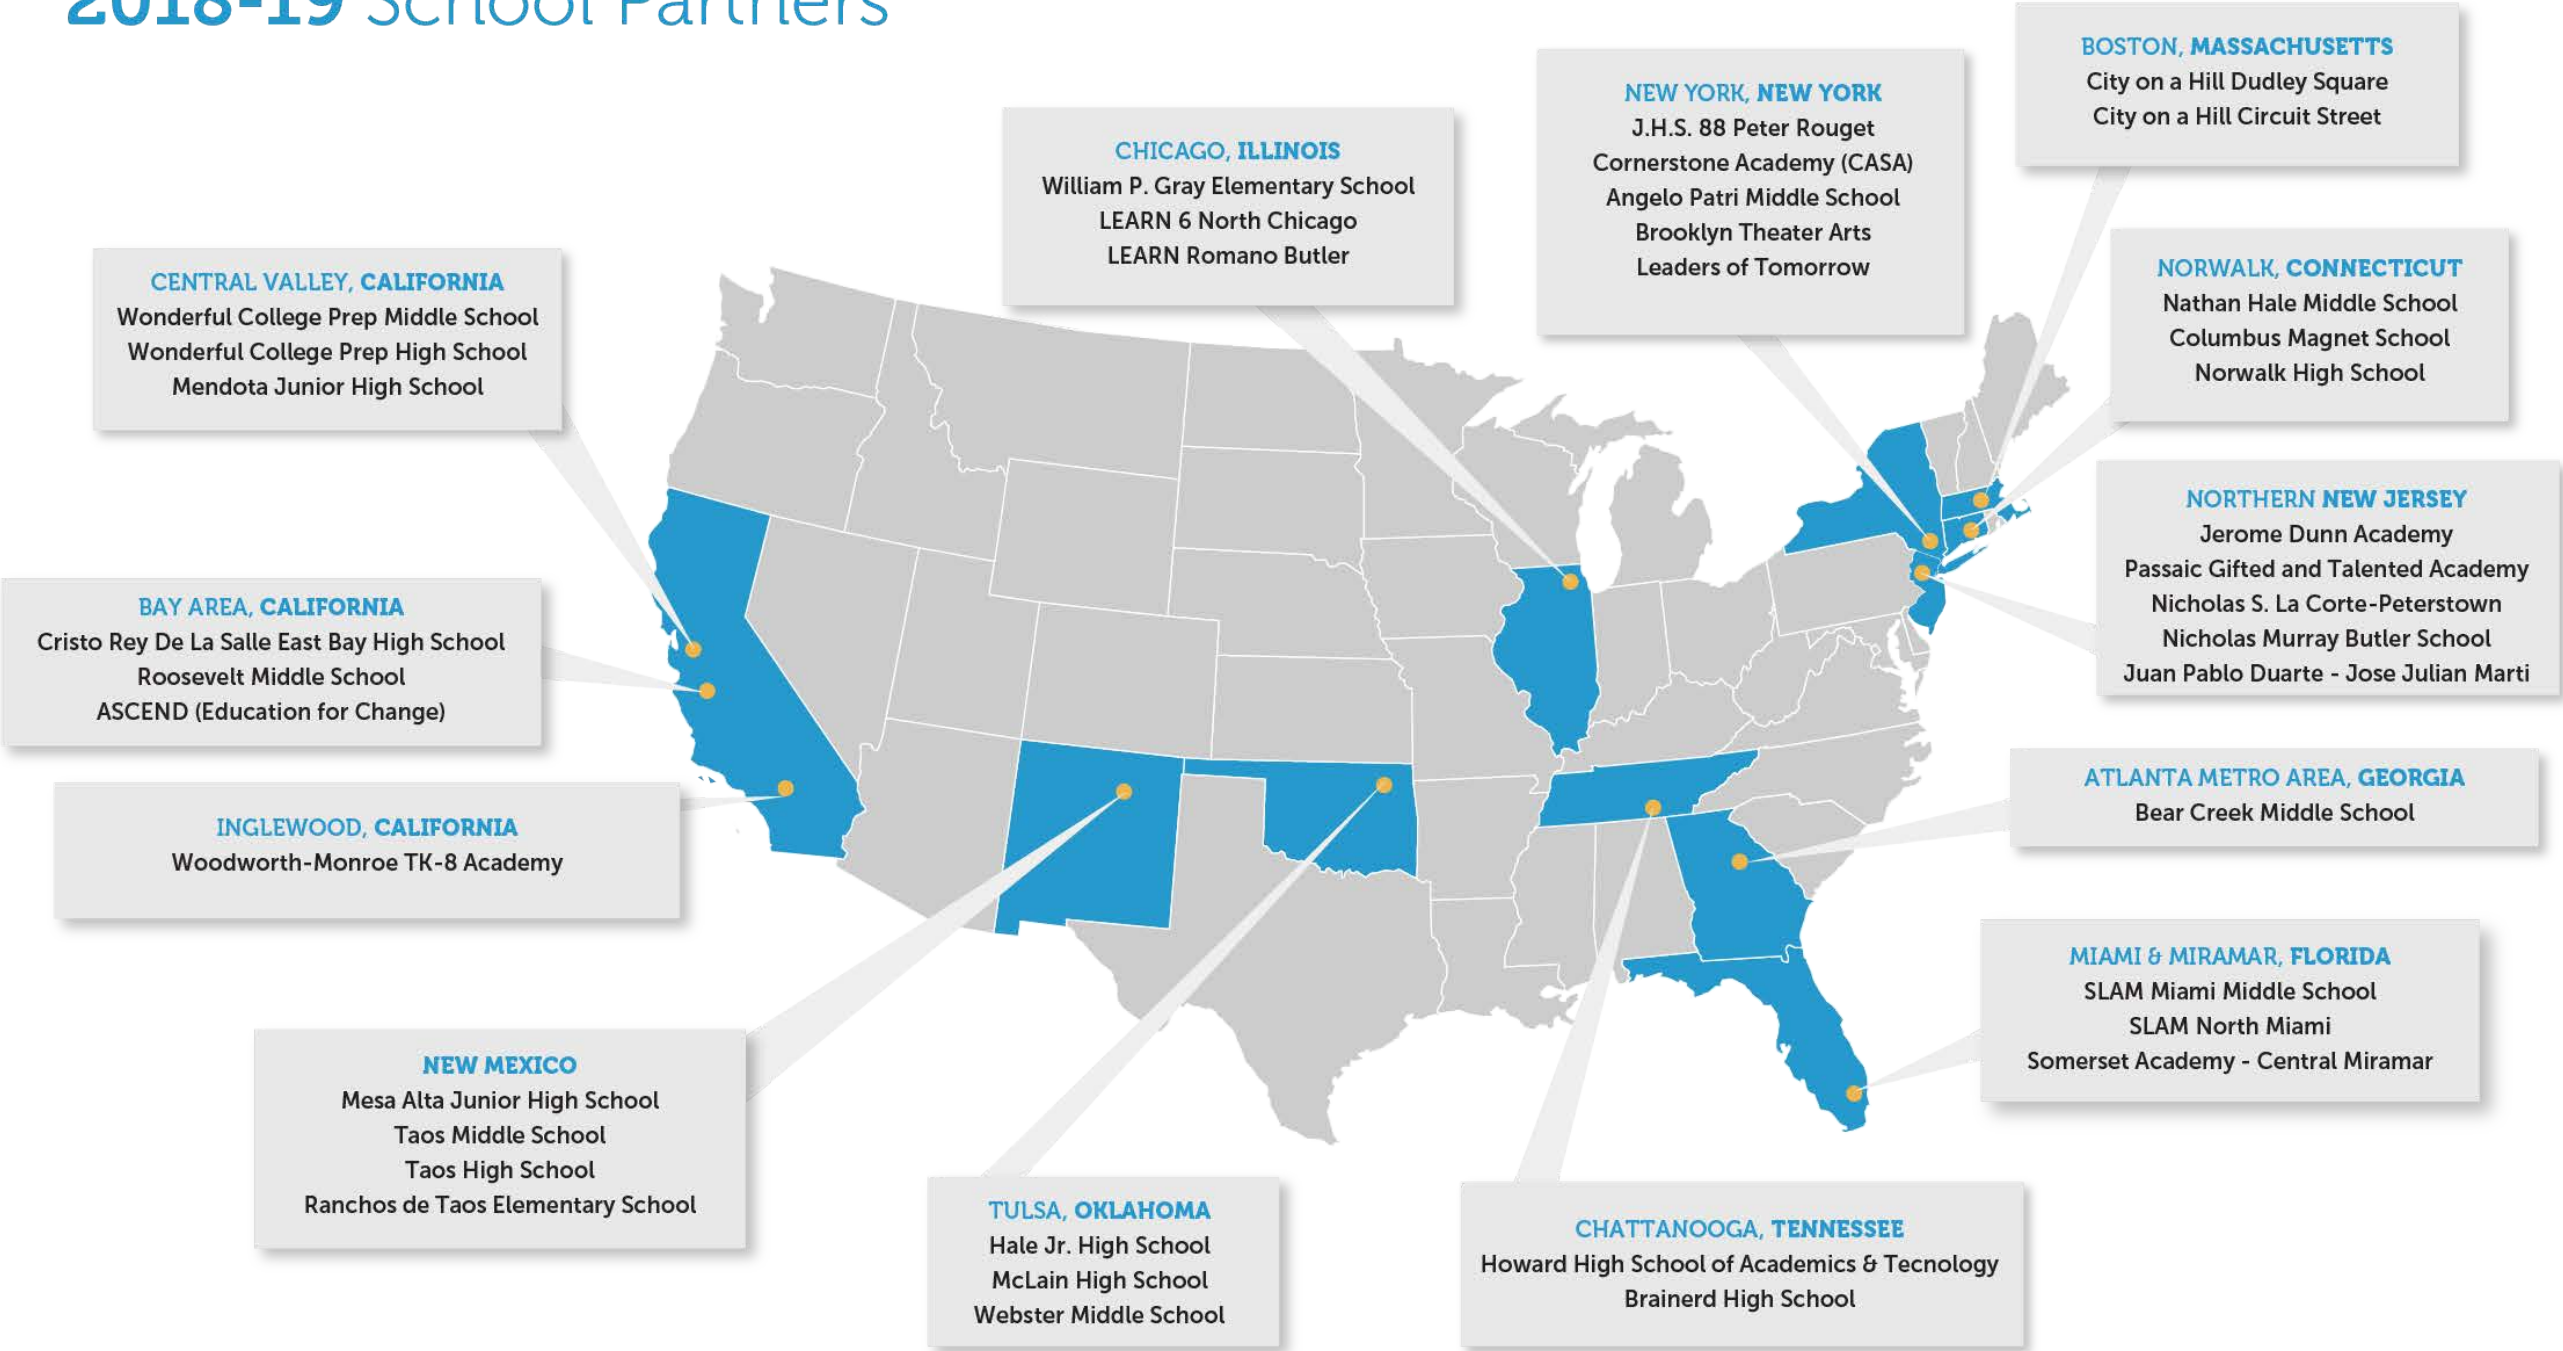 2018-19 School Partners
BOSTON, MASSACHUSETTS
City on a Hill Dudley Square
City on a Hill Circuit Street
NEW YORK, NEW YORK
J.H.S. 88 Peter Rouget
Cornerstone Academy (CASA)
Angelo Patri Middle School
Brooklyn Theater Arts
Leaders of Tomorrow
CHICAGO, ILLINOIS
William P. Gray Elementary School
LEARN 6 North Chicago
LEARN Romano Butler
NORWALK, CONNECTICUT
Nathan Hale Middle School
Columbus Magnet School
Norwalk High School
CENTRAL VALLEY, CALIFORNIA
Wonderful College Prep Middle School
Wonderful College Prep High School
Mendota Junior High School
NORTHERN NEW JERSEY
Jerome Dunn Academy
Passaic Gifted and Talented Academy
Nicholas S. La Corte-Peterstown
Nicholas Murray Butler School
Juan Pablo Duarte - Jose Julian Marti
BAY AREA, CALIFORNIA
Cristo Rey De La Salle East Bay High School
Roosevelt Middle School
ASCEND (Education for Change)
ATLANTA METRO AREA, GEORGIA
Bear Creek Middle School
INGLEWOOD, CALIFORNIA
Woodworth-Monroe TK-8 Academy
MIAMI & MIRAMAR, FLORIDA
SLAM Miami Middle School
SLAM North Miami
Somerset Academy - Central Miramar
NEW MEXICO
Mesa Alta Junior High School
Taos Middle School
Taos High School
Ranchos de Taos Elementary School
TULSA, OKLAHOMA
Hale Jr. High School
McLain High School
Webster Middle School
CHATTANOOGA, TENNESSEE
Howard High School of Academics & Tecnology
Brainerd High School